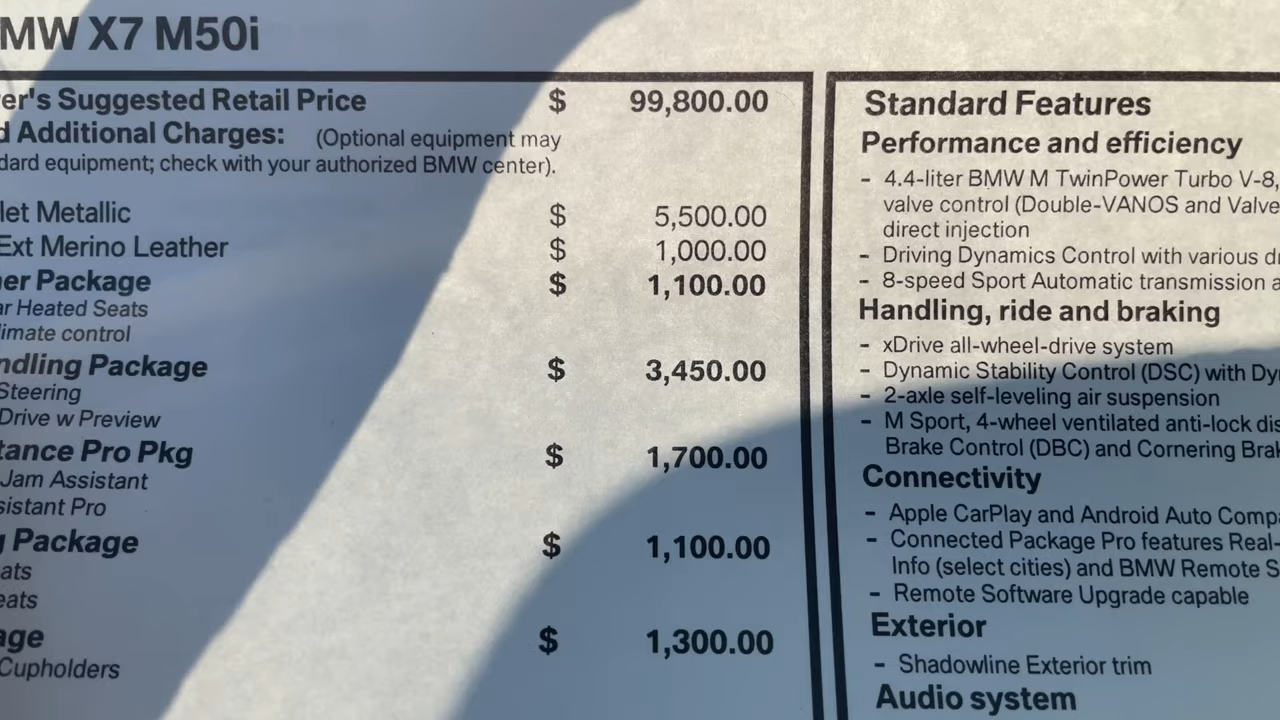 MW X7 M50i
er's Suggested Retail Price $ 99,800.00
d Additional Charges: (Optional equipment may
dard equipment; check with your authorized BMW center).
let Metallic $ 5,500.00
Ext Merino Leather $ 1,000.00
er Package $ 1,100.00
ar Heated Seats
limate control
ndling Package $ 3,450.00
Steering
Drive w Preview
tance Pro Pkg $ 1,700.00
Jam Assistant
sistant Pro
g Package $ 1,100.00
ats
eats
age $ 1,300.00
Cupholders
Standard Features
Performance and efficiency
- 4.4-liter BMW M TwinPower Turbo V-8,
valve control (Double-VANOS and Valve
direct injection
- Driving Dynamics Control with various dr
- 8-speed Sport Automatic transmission a
Handling, ride and braking
- xDrive all-wheel-drive system
- Dynamic Stability Control (DSC) with Dy
- 2-axle self-leveling air suspension
- M Sport, 4-wheel ventilated anti-lock dis
Brake Control (DBC) and Cornering Brak
Connectivity
- Apple CarPlay and Android Auto Compa
- Connected Package Pro features Real-
Info (select cities) and BMW Remote S
- Remote Software Upgrade capable
Exterior
- Shadowline Exterior trim
Audio system